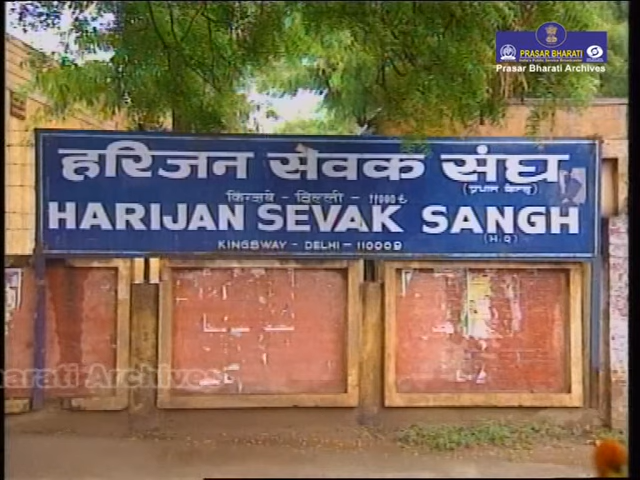 PRASAR BHARATI
Prasar Bharati Archives
हरिजन सेवक संघ
(प्रधान केन्द्र)
किंग्जवे - दिल्ली - ११०००९
HARIJAN SEVAK SANGH
(H.Q)
KINGSWAY - DELHI - 110009
Bharati Archives